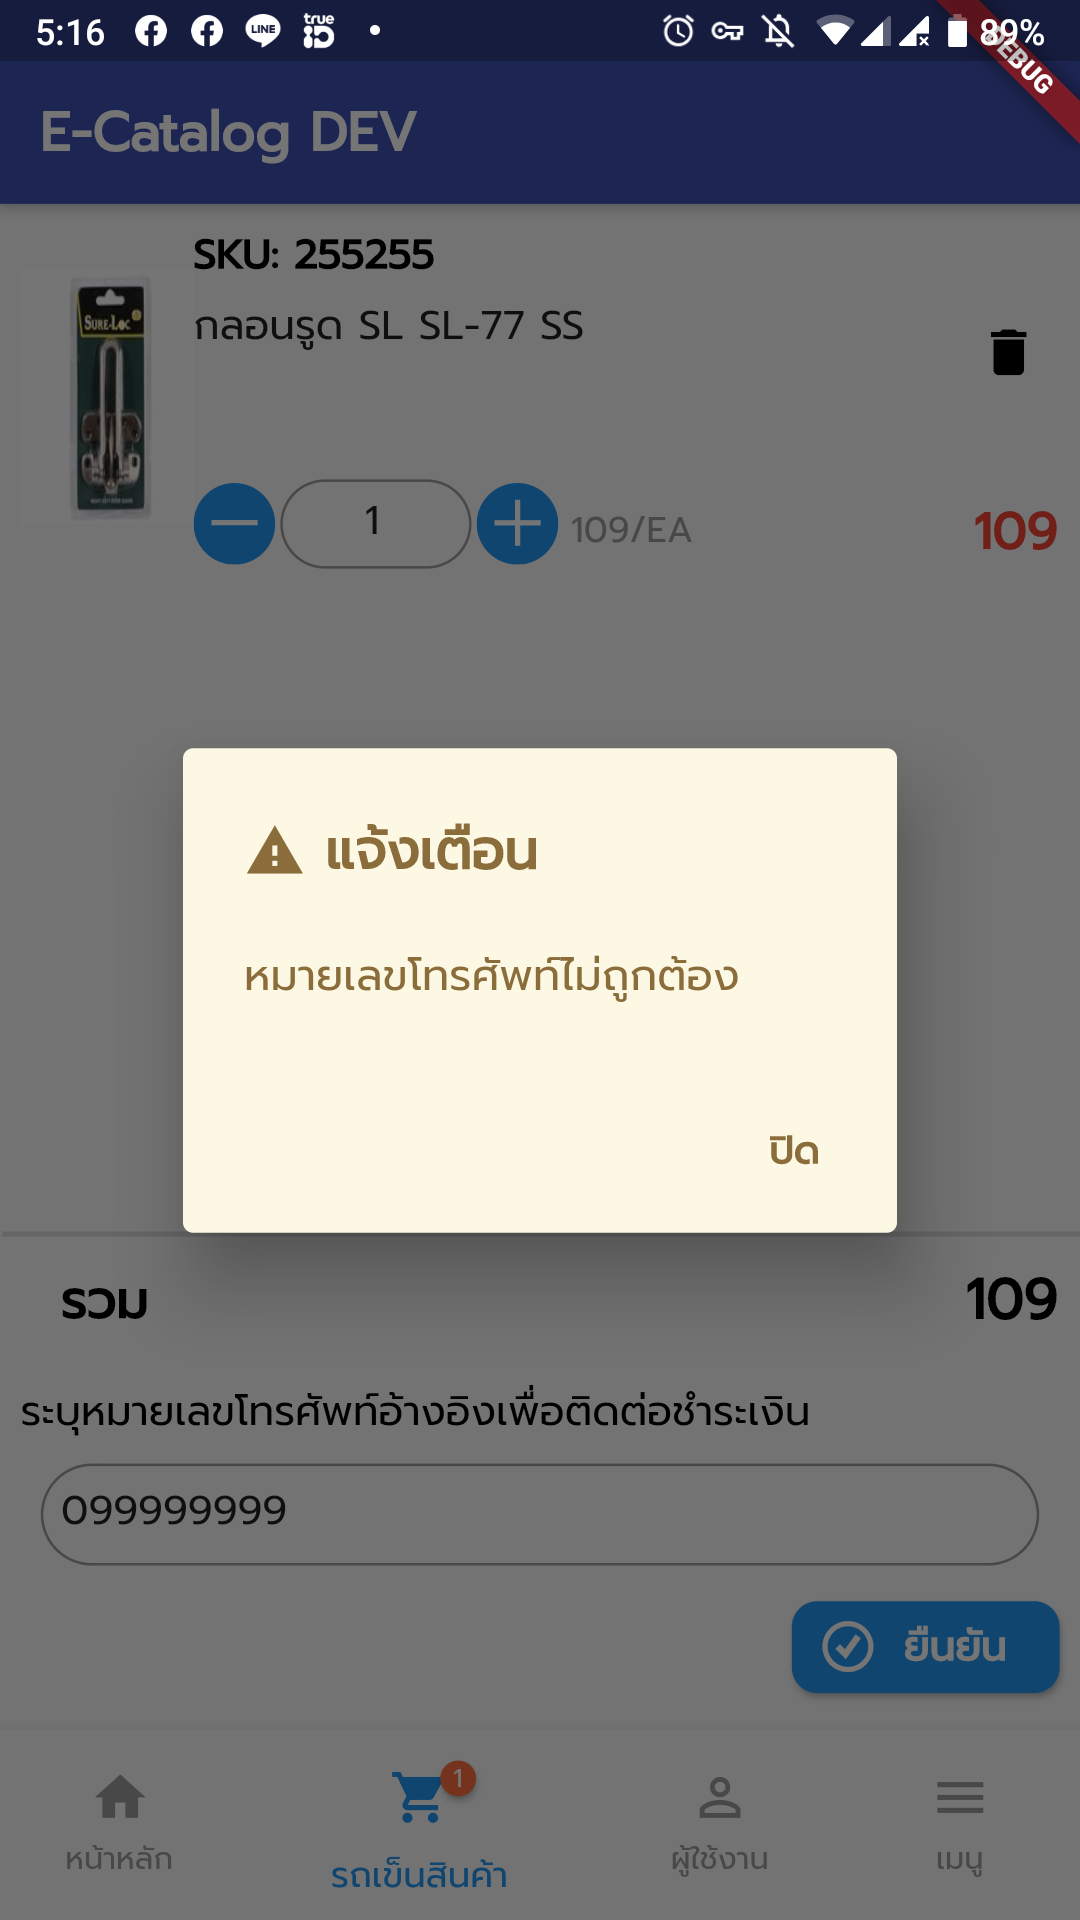 5:16 LINE true iD 89%
DEBUG
E-Catalog DEV
SKU: 255255
กลอนรูด SL SL-77 SS
SURE-LOC
1 109/EA 109
แจ้งเตือน
หมายเลขโทรศัพท์ไม่ถูกต้อง
ปิด
รวม 109
ระบุหมายเลขโทรศัพท์อ้างอิงเพื่อติดต่อชำระเงิน
099999999
ยืนยัน
1
หน้าหลัก รถเข็นสินค้า ผู้ใช้งาน เมนู